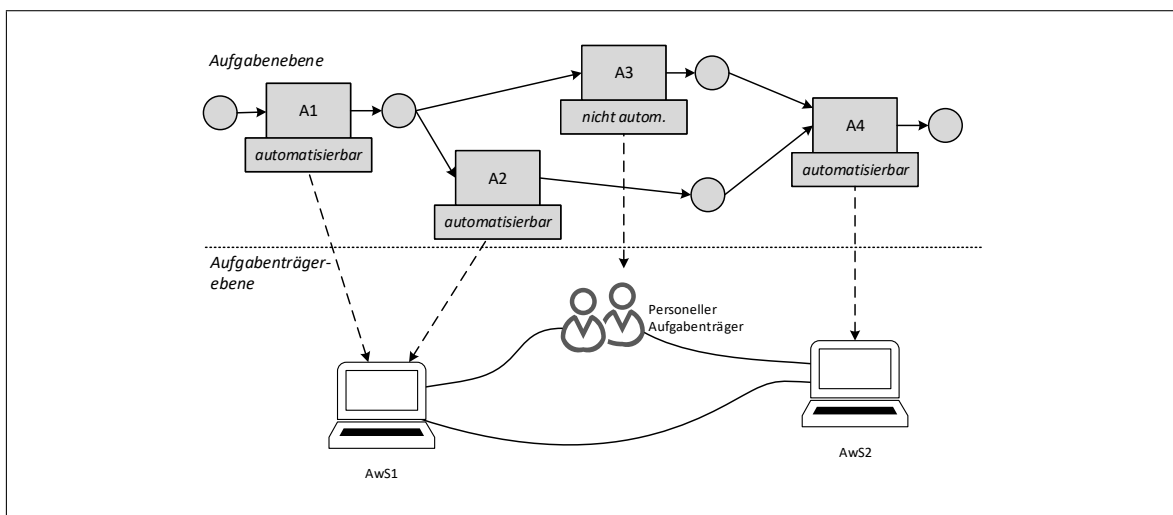 Aufgabenebene
A1
automatisierbar
A2
automatisierbar
A3
nicht autom.
A4
automatisierbar
Aufgabenträger-
ebene
Personeller
Aufgabenträger
AwS1
AwS2